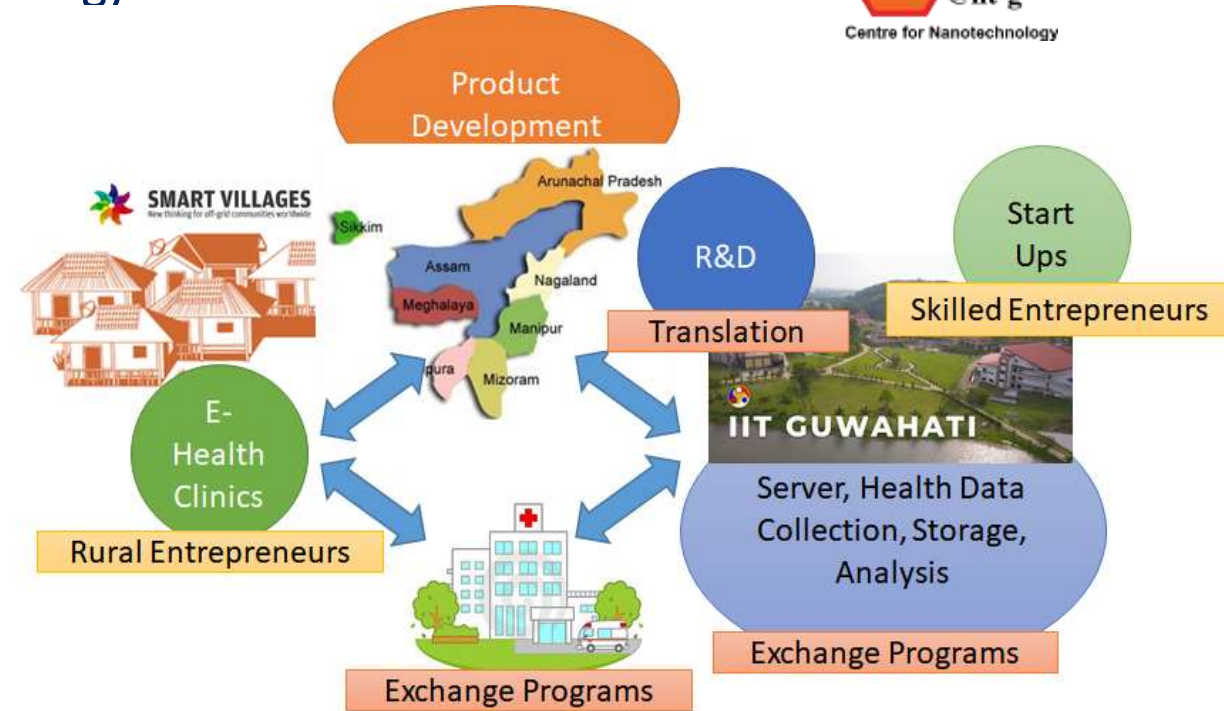 Centre for Nanotechnology
Product
Development
SMART VILLAGES
New thinking for off-grid communities worldwide
Sikkim
Arunachal Pradesh
Assam
Nagaland
Meghalaya
Manipur
pura
Mizoram
R&D
Translation
Start
Ups
Skilled Entrepreneurs
IIT GUWAHATI
E-
Health
Clinics
Rural Entrepreneurs
Server, Health Data
Collection, Storage,
Analysis
Exchange Programs
Exchange Programs